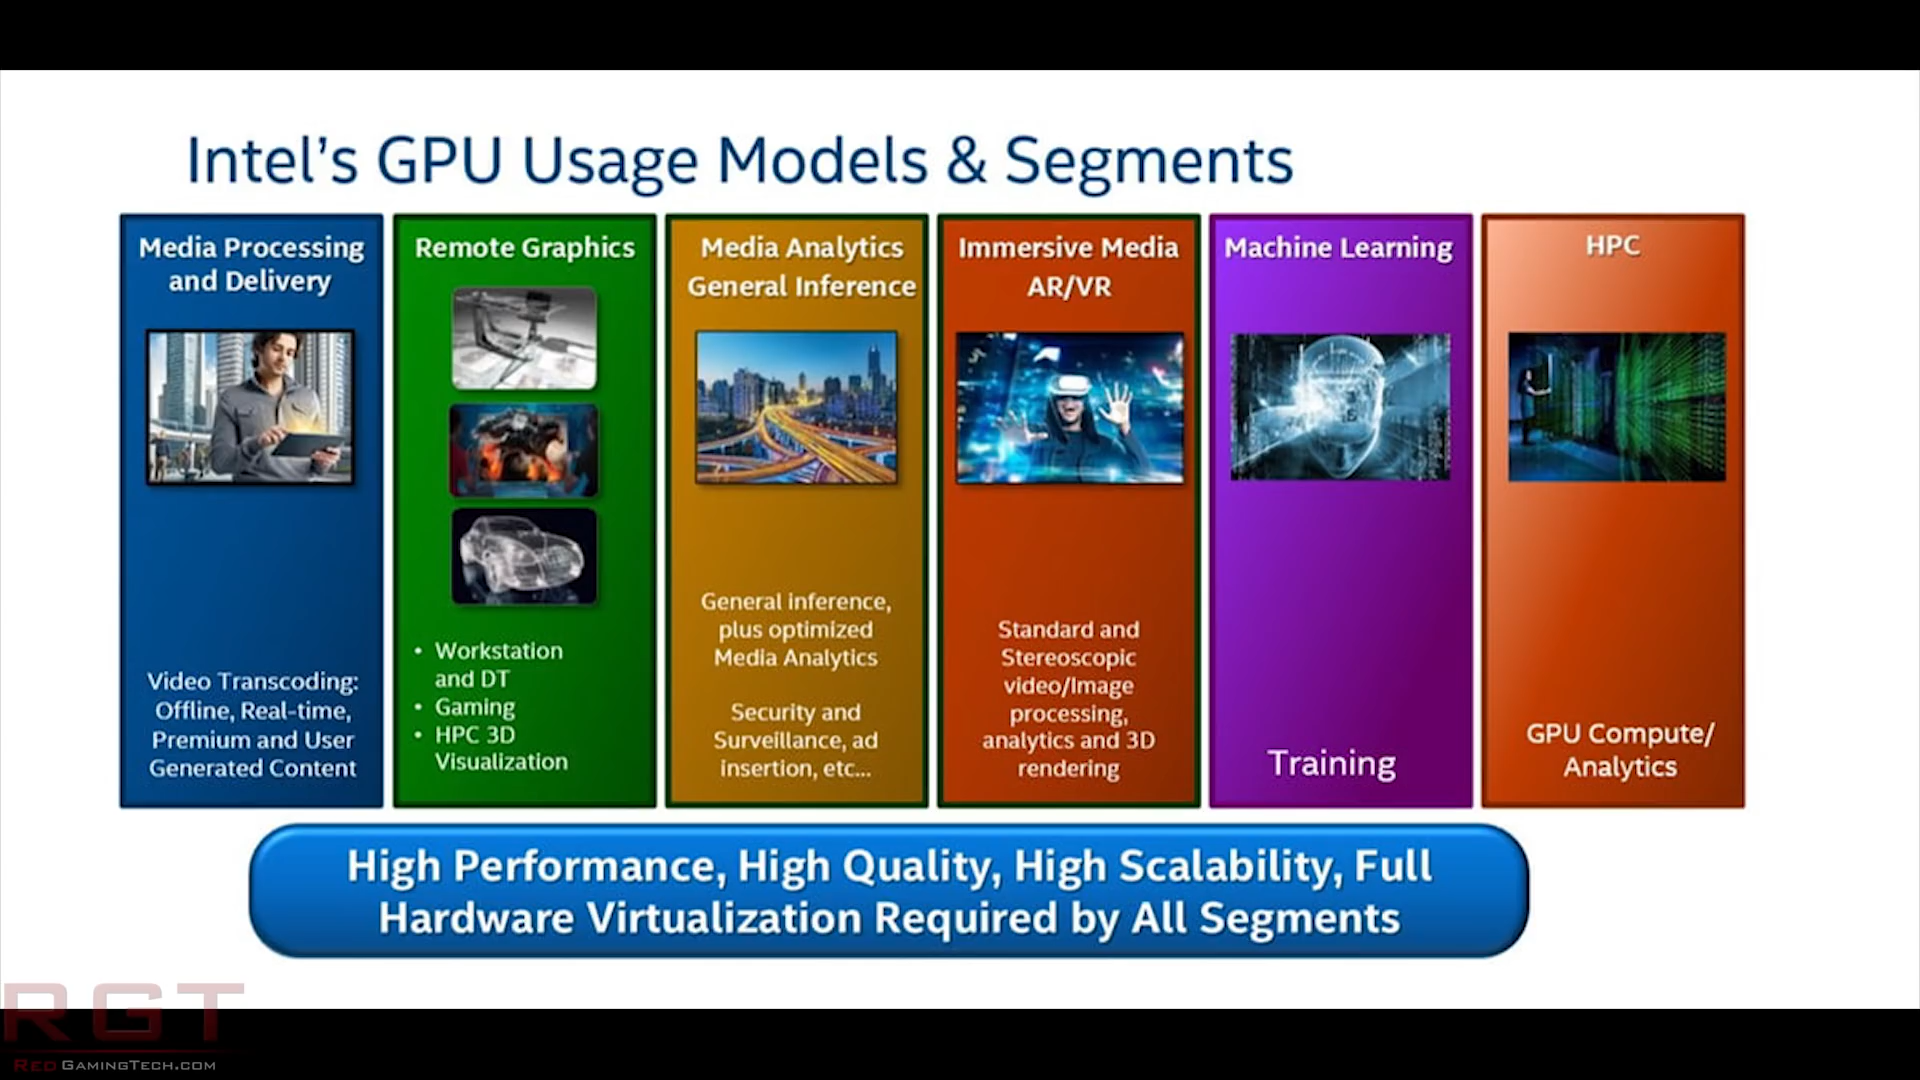 Intel's GPU Usage Models & Segments
Media Processing
and Delivery
Video Transcoding:
Offline, Real-time,
Premium and User
Generated Content
Remote Graphics
• Workstation
and DT
• Gaming
• HPC 3D
Visualization
Media Analytics
General Inference
General inference,
plus optimized
Media Analytics
Security and
Surveillance, ad
insertion, etc...
Immersive Media
AR/VR
Standard and
Stereoscopic
video/Image
processing,
analytics and 3D
rendering
Machine Learning
Training
HPC
GPU Compute/
Analytics
High Performance, High Quality, High Scalability, Full
Hardware Virtualization Required by All Segments
RGT
REDGAMINGTECH.COM